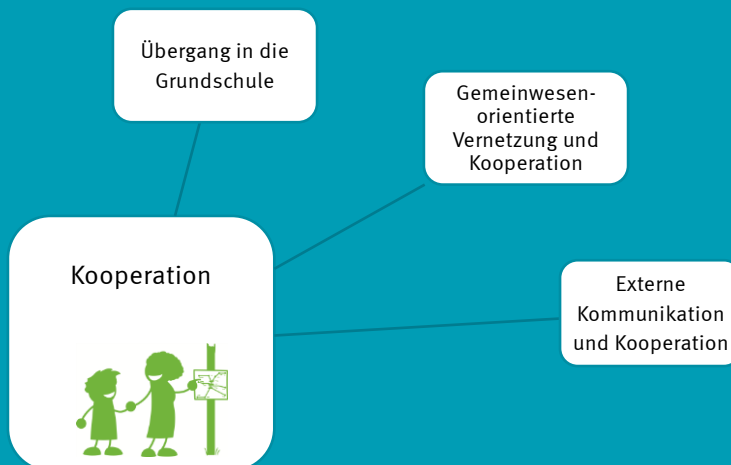 Übergang in die
Grundschule
Gemeinwesen-
orientierte
Vernetzung und
Kooperation
Kooperation
Externe
Kommunikation
und Kooperation